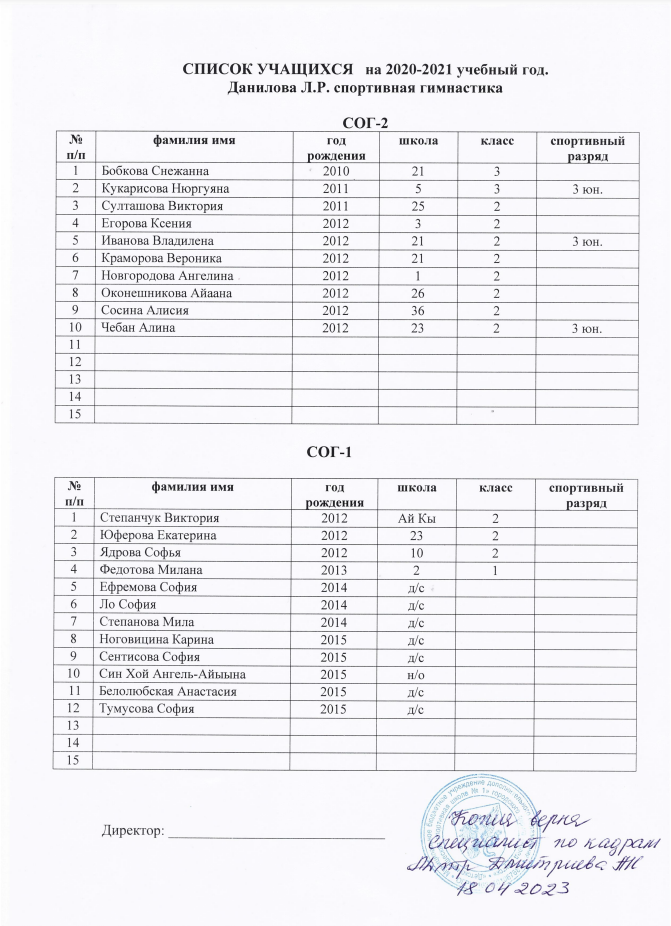 СПИСОК УЧАЩИХСЯ на 2020-2021 учебный год.
Данилова Л.Р. спортивная гимнастика
СОГ-2
№ п/п фамилия имя год рождения школа класс спортивный разряд
1 Бобкова Снежанна 2010 21 3
2 Кукарисова Нюргуяна 2011 5 3 3 юн.
3 Султашова Виктория 2011 25 2
4 Егорова Ксения 2012 3 2
5 Иванова Владилена 2012 21 2 3 юн.
6 Краморова Вероника 2012 21 2
7 Новгородова Ангелина 2012 1 2
8 Оконешникова Айаана 2012 26 2
9 Сосина Алисия 2012 36 2
10 Чебан Алина 2012 23 2 3 юн.
11
12
13
14
15
СОГ-1
№ п/п фамилия имя год рождения школа класс спортивный разряд
1 Степанчук Виктория 2012 Ай Кы 2
2 Юферова Екатерина 2012 23 2
3 Ядрова Софья 2012 10 2
4 Федотова Милана 2013 2 1
5 Ефремова София 2014 д/с
6 Ло София 2014 д/с
7 Степанова Мила 2014 д/с
8 Ноговицина Карина 2015 д/с
9 Сентисова София 2015 д/с
10 Син Хой Ангель-Айыына 2015 н/о
11 Белолюбская Анастасия 2015 д/с
12 Тумусова София 2015 д/с
13
14
15
Директор:
Копия верна
специалист по кадрам
Дмитриева
18 04 2023